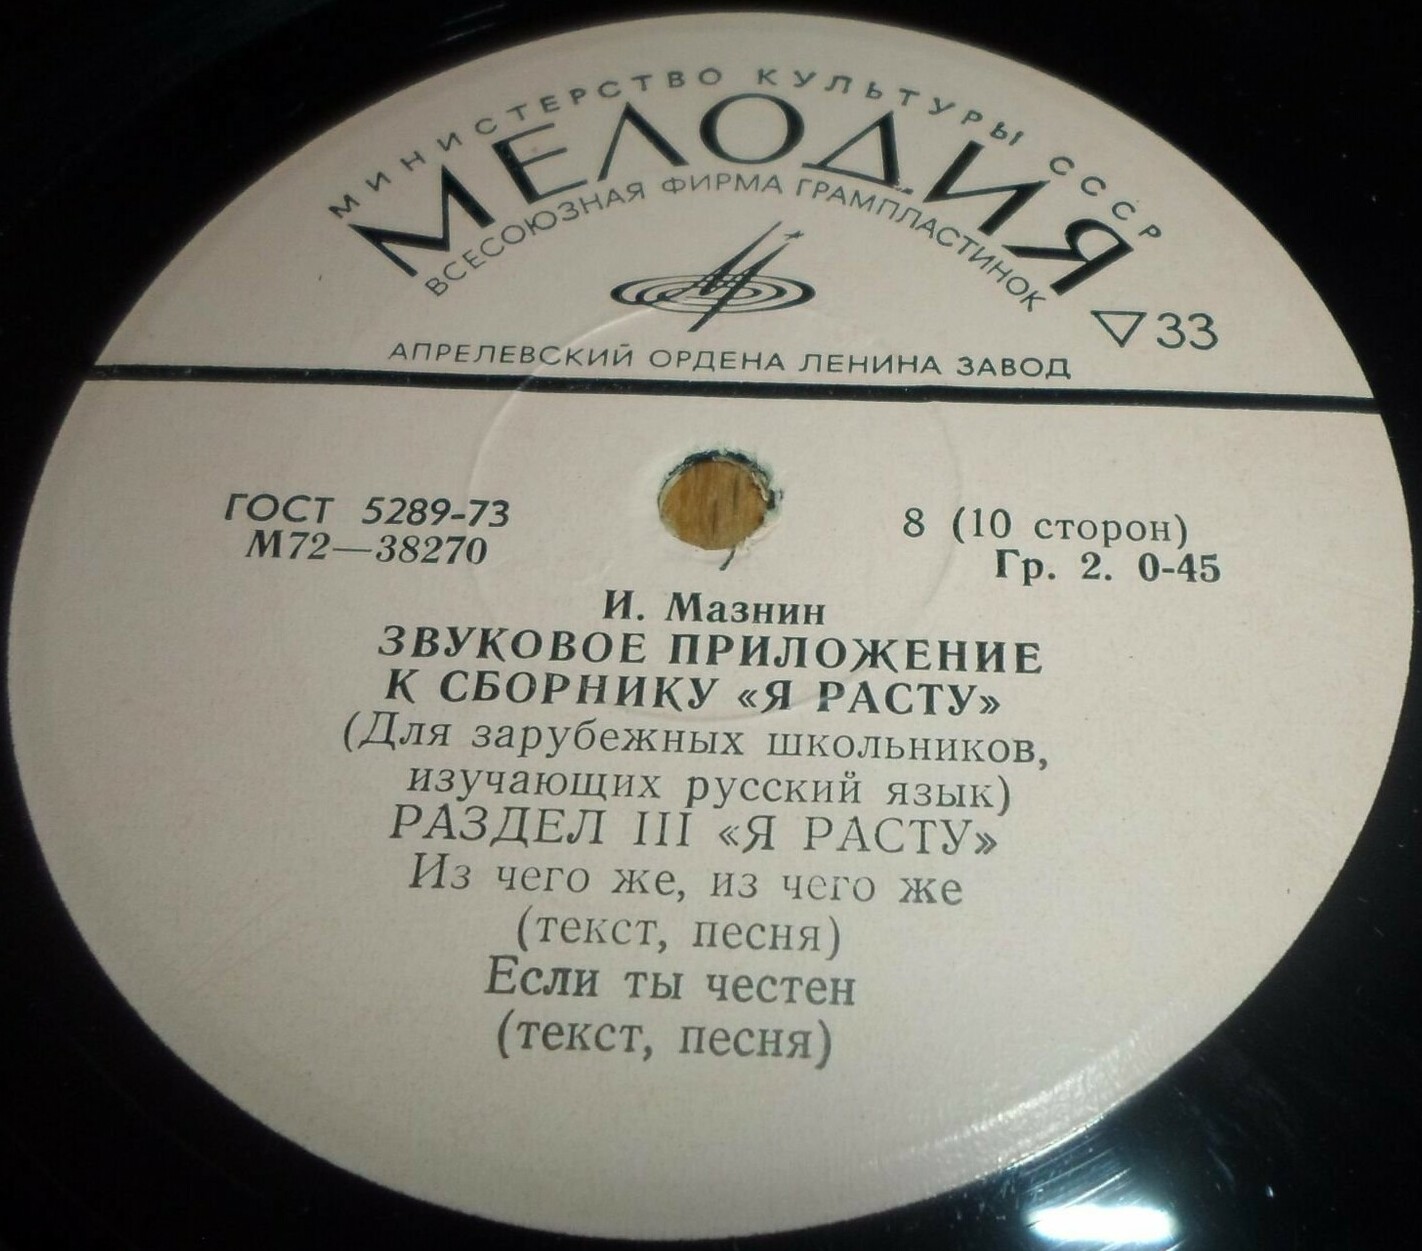 МИНИСТЕРСТВО КУЛЬТУРЫ СССР
МЕЛОДИЯ
ВСЕСОЮЗНАЯ ФИРМА ГРАМПЛАСТИНОК
▽33
АПРЕЛЕВСКИЙ ОРДЕНА ЛЕНИНА ЗАВОД
ГОСТ 5289-73
М72—38270
8 (10 сторон)
Гр. 2. 0-45
И. Мазнин
ЗВУКОВОЕ ПРИЛОЖЕНИЕ
К СБОРНИКУ «Я РАСТУ»
(Для зарубежных школьников,
изучающих русский язык)
РАЗДЕЛ III «Я РАСТУ»
Из чего же, из чего же
(текст, песня)
Если ты честен
(текст, песня)